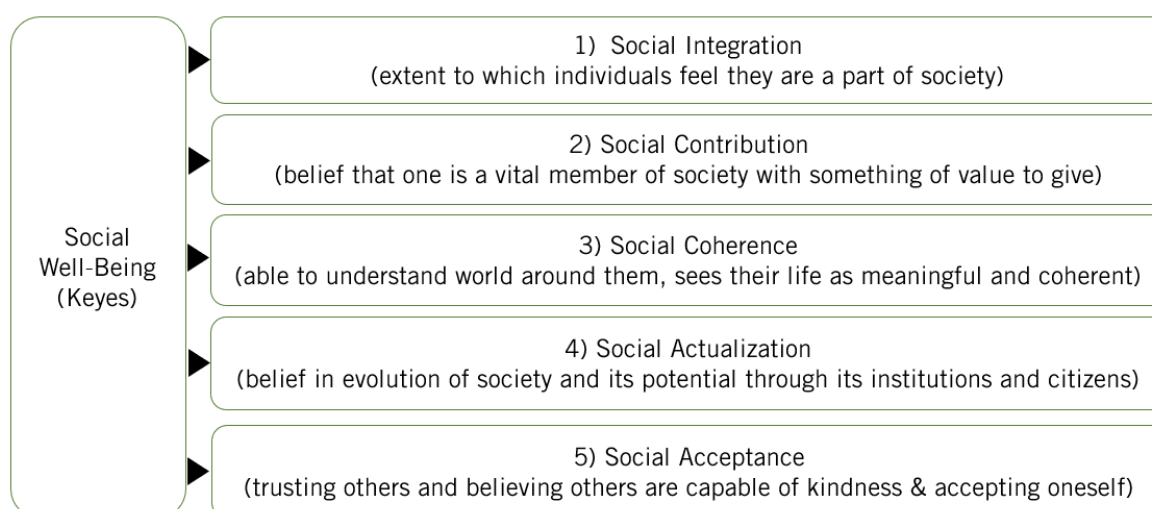 Social
Well-Being
(Keyes)
1) Social Integration
(extent to which individuals feel they are a part of society)
2) Social Contribution
(belief that one is a vital member of society with something of value to give)
3) Social Coherence
(able to understand world around them, sees their life as meaningful and coherent)
4) Social Actualization
(belief in evolution of society and its potential through its institutions and citizens)
5) Social Acceptance
(trusting others and believing others are capable of kindness & accepting oneself)